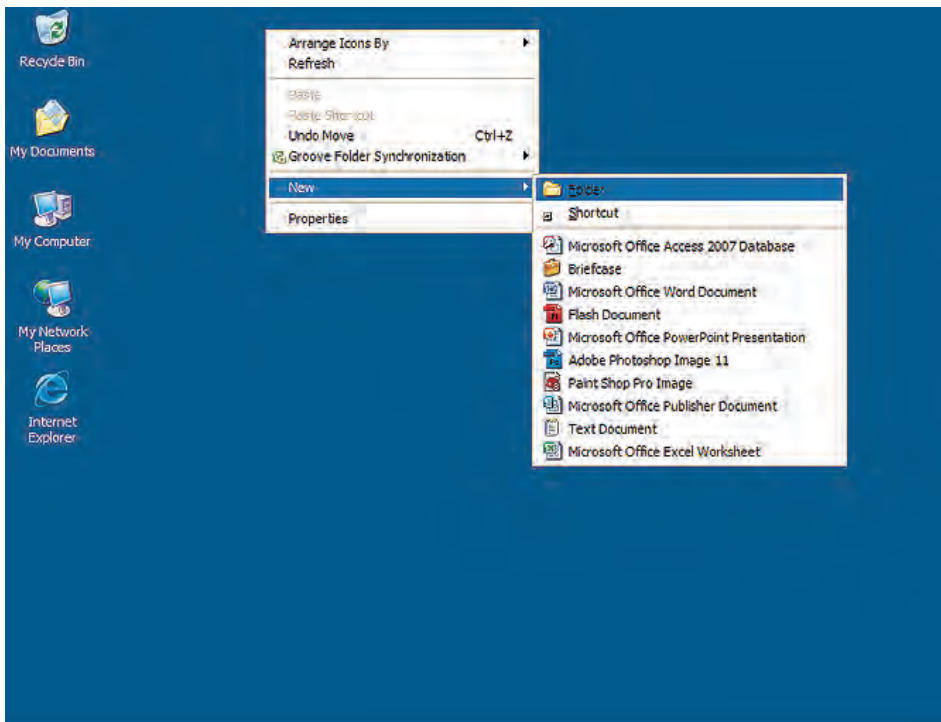 Recycle Bin
My Documents
My Computer
My Network
Places
Internet
Explorer
Arrange Icons By
Refresh
Paste
Paste Shortcut
Undo Move Ctrl+Z
Groove Folder Synchronization
New
Properties
Folder
Shortcut
Microsoft Office Access 2007 Database
Briefcase
Microsoft Office Word Document
Flash Document
Microsoft Office PowerPoint Presentation
Adobe Photoshop Image 11
Paint Shop Pro Image
Microsoft Office Publisher Document
Text Document
Microsoft Office Excel Worksheet